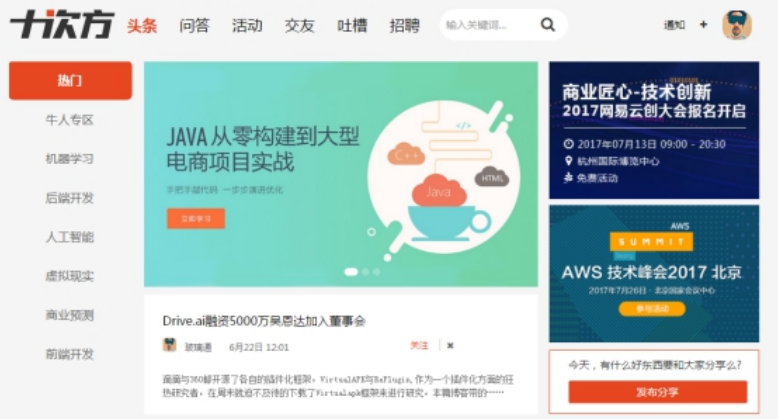 十次方
头条 问答 活动 交友 吐槽 招聘
输入关键词...
通知 +
热门
牛人专区
机器学习
后端开发
人工智能
虚拟现实
商业预测
前端开发
JAVA 从零构建到大型
电商项目实战
手把手敲代码 一步步演进优化
立即学习
</>
C++
Java
HTML
商业匠心-技术创新
2017网易云创大会报名开启
2017年07月13日 09:00 - 20:30
杭州国际博览中心
免费活动
AWS
SUMMIT
AWS 技术峰会2017 北京
2017年7月26日 · 北京国家会议中心
参与活动
Drive.ai融资5000万吴恩达加入董事会
玻璃通 6月22日 12:01
关注
滴滴与360都开源了各自的插件化框架,VirtualAPK与RePlugin,作为一个插件化方面的狂
热研究者,在周末就迫不及待的下载了Virtualapk框架来进行研究,本篇博客带的······
今天,有什么好东西要和大家分享么?
发布分享